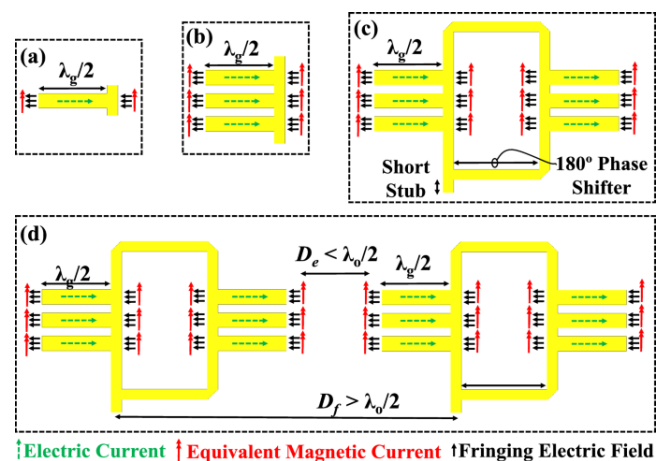 (a)
λg/2
(b)
λg/2
(c)
λg/2
Short
Stub
180º Phase
Shifter
(d)
λg/2
De < λo/2
λg/2
Df > λo/2
Electric Current
Equivalent Magnetic Current
Fringing Electric Field